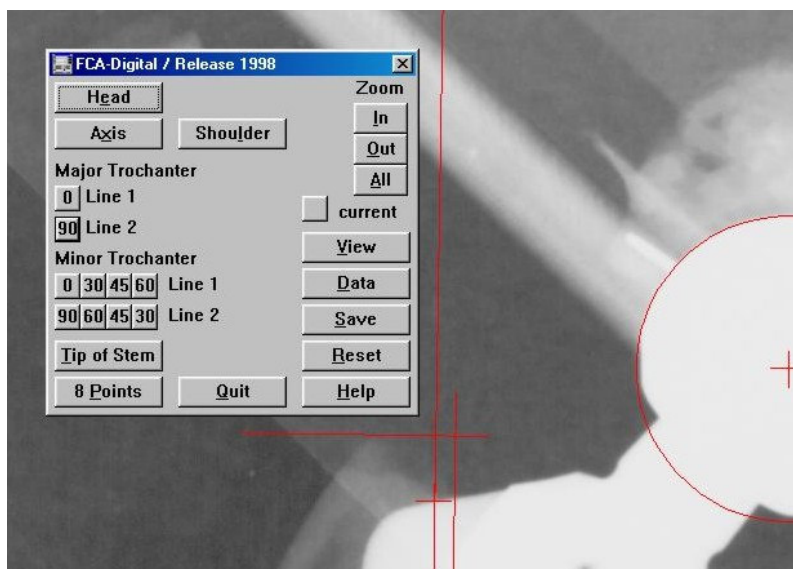 FCA-Digital / Release 1998
Head
Zoom
In
Axis
Shoulder
Out
Major Trochanter
All
0 Line 1
current
90 Line 2
View
Minor Trochanter
0 30 45 60 Line 1
Data
90 60 45 30 Line 2
Save
Tip of Stem
Reset
8 Points
Quit
Help